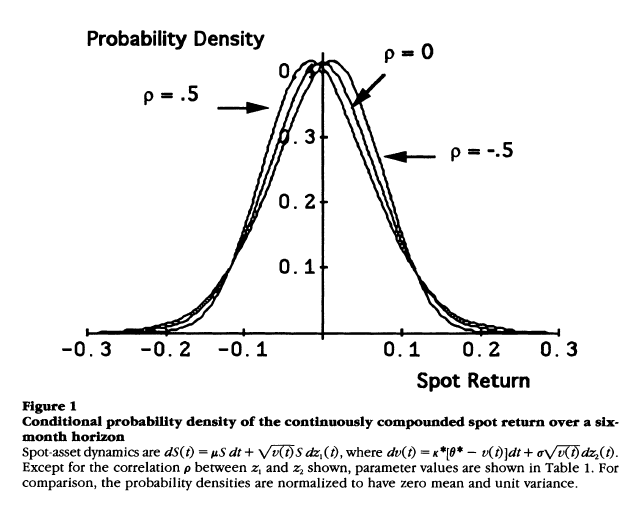 Probability Density
ρ = 0
ρ = .5
ρ = -.5
0.3
0.2
0.1
-0.3 -0.2 -0.1 0.1 0.2 0.3
Spot Return
Figure 1
Conditional probability density of the continuously compounded spot return over a six-
month horizon
Spot-asset dynamics are dS(t) = μS dt + √v(t) S dz₁(t), where dv(t) = κ*[θ* − v(t)]dt + σ√v(t) dz₂(t).
Except for the correlation ρ between z₁ and z₂ shown, parameter values are shown in Table 1. For
comparison, the probability densities are normalized to have zero mean and unit variance.